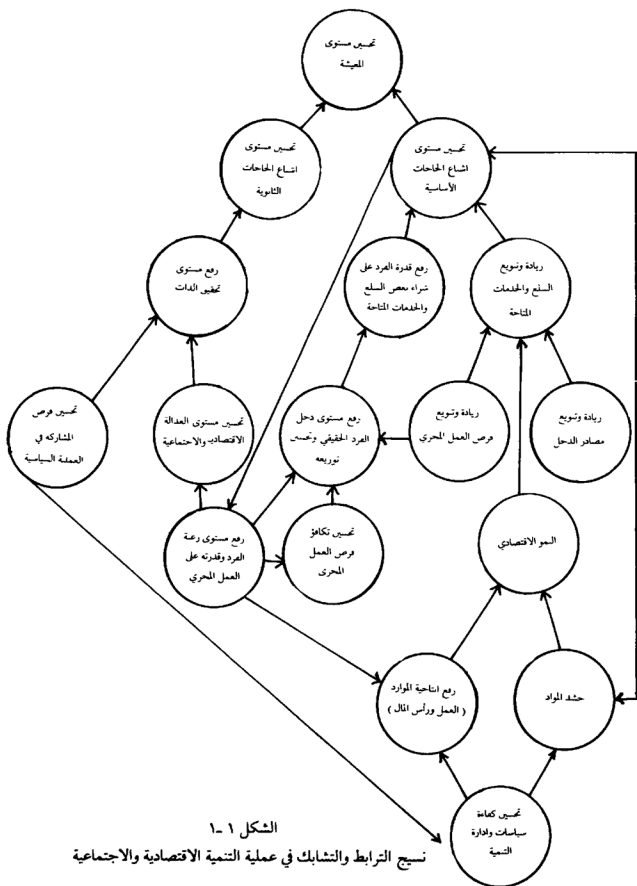 تحسين مستوى
المعيشة
تحسين مستوى
اشباع الحاجات
الثانوية
تحسين مستوى
اشباع الحاجات
الأساسية
رفع مستوى
تحقيق الذات
رفع قدرة الفرد على
شراء بعض السلع
والخدمات المتاحة
زيادة وتنويع
السلع والخدمات
المتاحة
تحسين فرص
المشاركة في
العملية السياسية
تحسين مستوى العدالة
الاقتصادية والاجتماعية
رفع مستوى دخل
الفرد الحقيقي وتحسين
توزيعه
زيادة وتنويع
فرص العمل المجزي
زيادة وتنويع
مصادر الدخل
رفع مستوى رغبة
الفرد وقدرته على
العمل المجزي
تحسين تكافؤ
فرص العمل
المجزى
النمو الاقتصادي
رفع انتاجية الموارد
( العمل ورأس المال )
حشد المواد
تحسين كفاءة
سياسات وادارة
التنمية
الشكل ١ -١
نسيج الترابط والتشابك في عملية التنمية الاقتصادية والاجتماعية